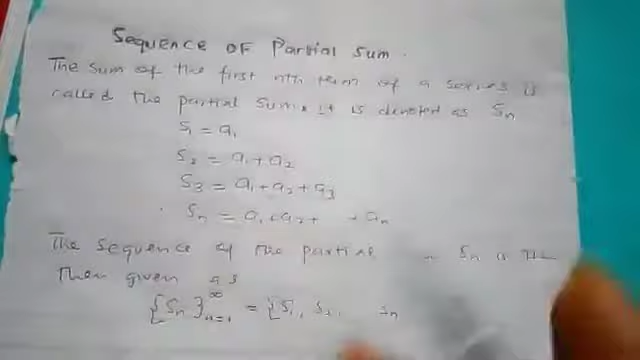 Sequence OF Partial Sum.
The sum of the first nth term of a series is
called the partial sum. It is denoted as Sn
S1 = a1
S2 = a1 + a2
S3 = a1 + a2 + a3
Sn = a1 + a2 + + an
The sequence of the partial Sn is
then given as
{Sn}∞n=1 = {S1, S2, Sn